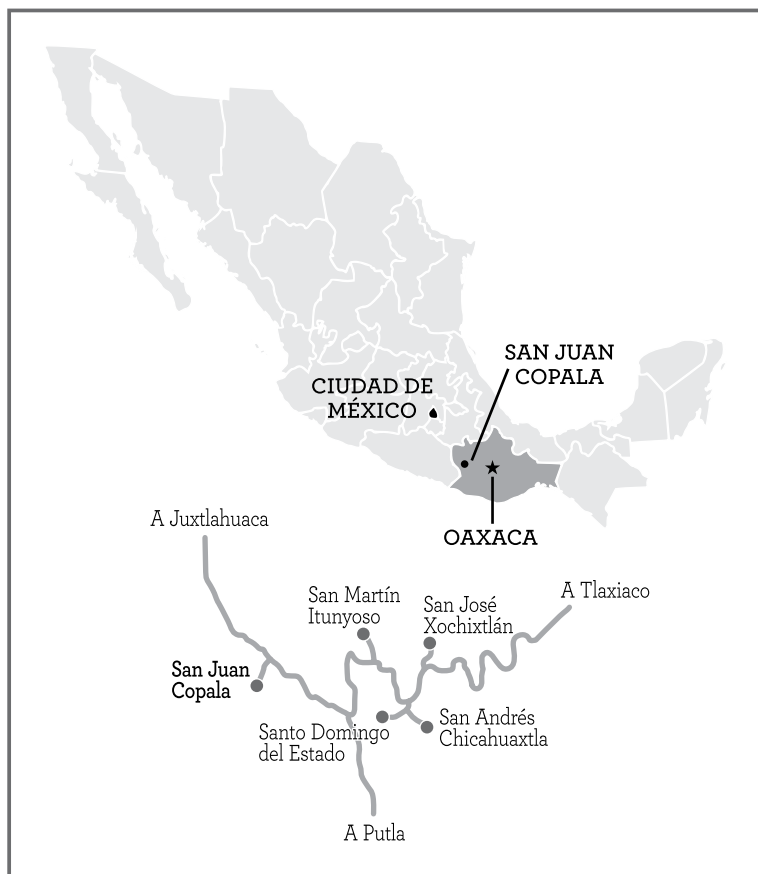 SAN JUAN
COPALA
CIUDAD DE
MÉXICO
OAXACA
A Juxtlahuaca
San Martín
Itunyoso
San José
Xochixtlán
A Tlaxiaco
San Juan
Copala
Santo Domingo
del Estado
San Andrés
Chicahuaxtla
A Putla